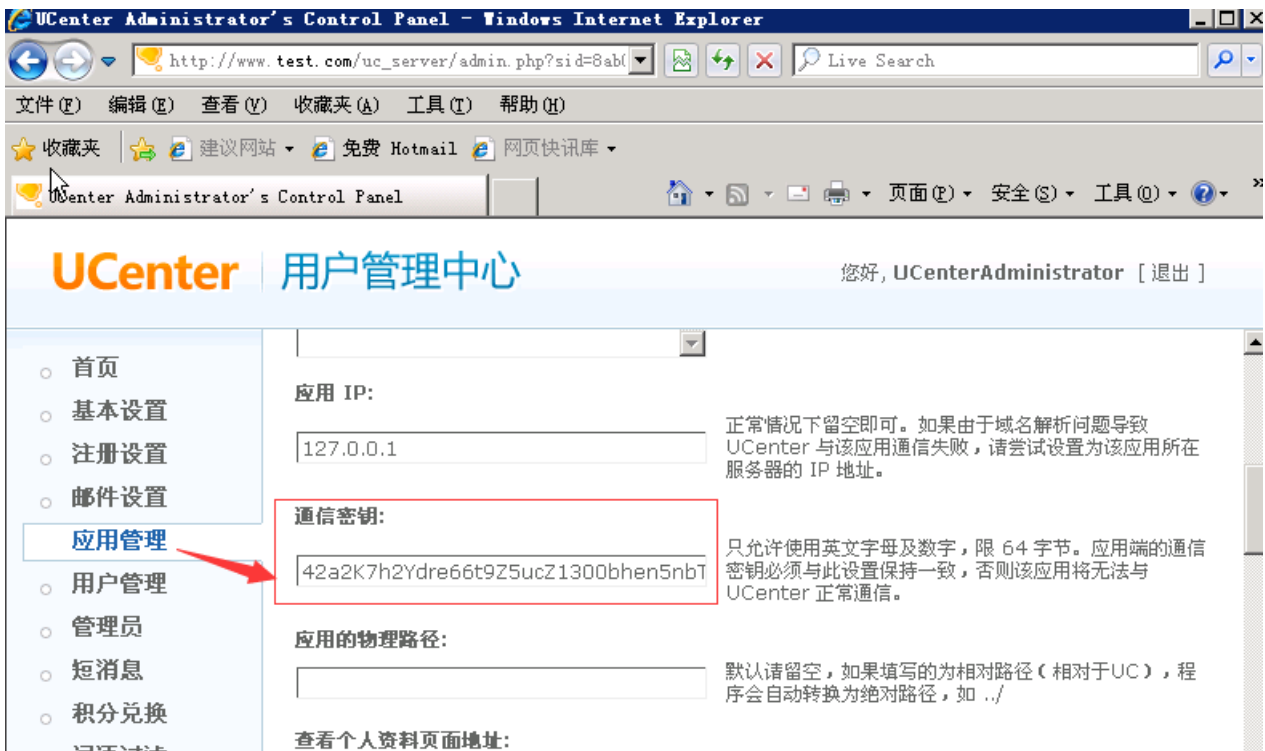 UCenter Administrator's Control Panel - Windows Internet Explorer
http://www.test.com/uc_server/admin.php?sid=8ab
Live Search
文件(F) 编辑(E) 查看(V) 收藏夹(A) 工具(T) 帮助(H)
收藏夹 建议网站 免费 Hotmail 网页快讯库
UCenter Administrator's Control Panel
页面(P) 安全(S) 工具(O)
UCenter 用户管理中心
您好, UCenterAdministrator [ 退出 ]
首页
基本设置
注册设置
邮件设置
应用管理
用户管理
管理员
短消息
积分兑换
应用 IP:
127.0.0.1
正常情况下留空即可。如果由于域名解析问题导致
UCenter 与该应用通信失败，请尝试设置为该应用所在
服务器的 IP 地址。
通信密钥:
42a2K7h2Ydre66t9Z5ucZ1300bhen5nbT
只允许使用英文字母及数字，限 64 字节。应用端的通信
密钥必须与此设置保持一致，否则该应用将无法与
UCenter 正常通信。
应用的物理路径:
默认请留空，如果填写的为相对路径（相对于UC），程
序会自动转换为绝对路径，如 ../
查看个人资料页面地址: